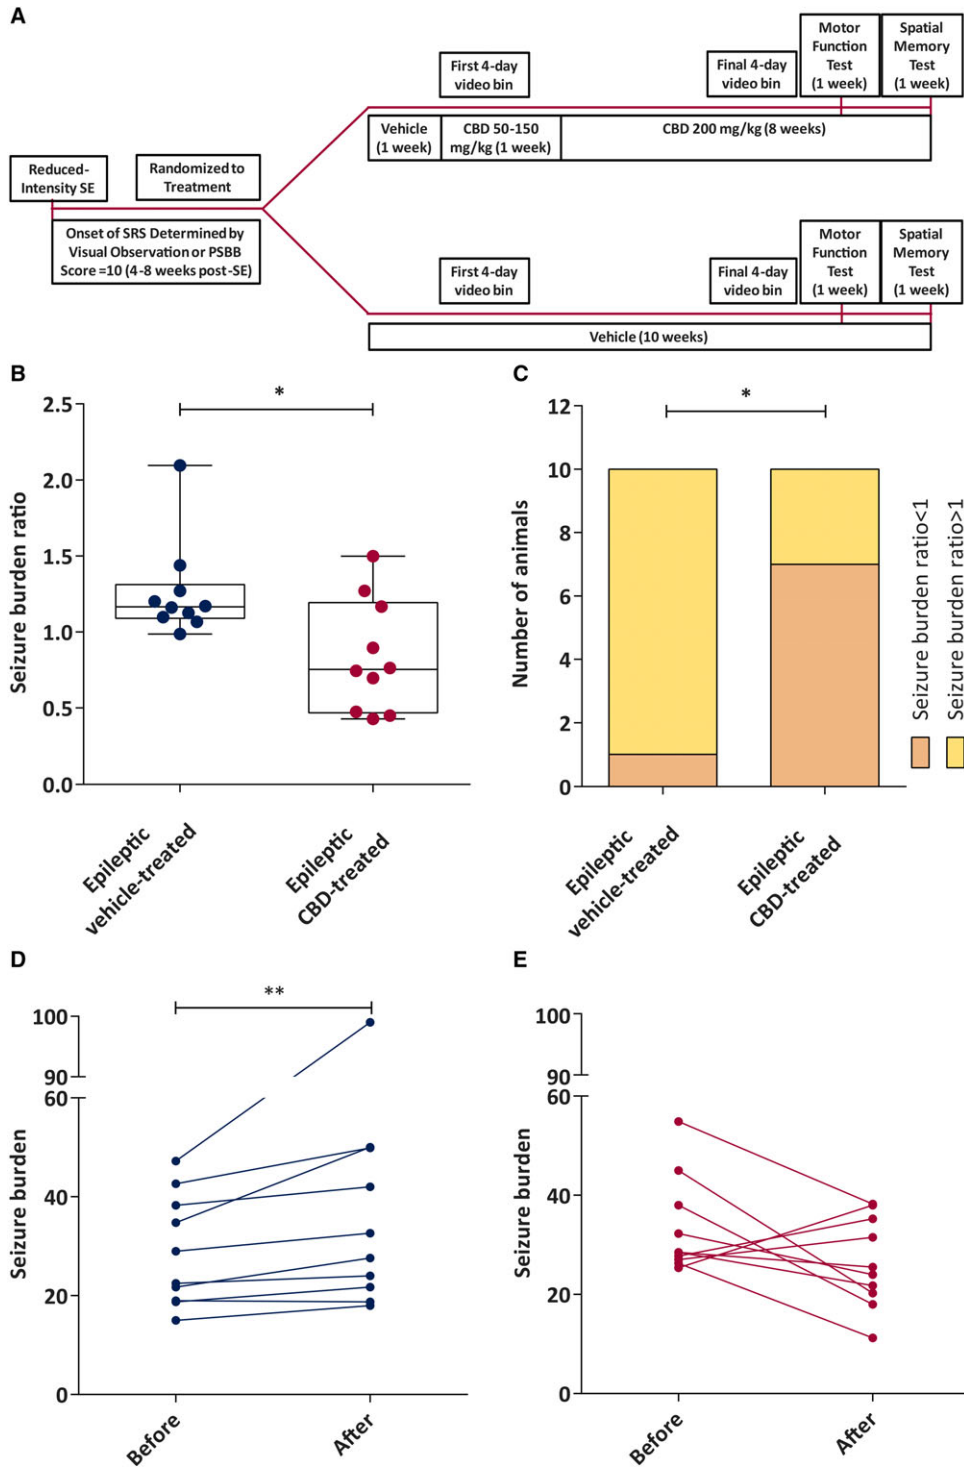 A
Motor
Function
Test
(1 week)
Spatial
Memory
Test
(1 week)
First 4-day
video bin
Final 4-day
video bin
Vehicle
(1 week)
CBD 50-150
mg/kg (1 week)
CBD 200 mg/kg (8 weeks)
Reduced-
Intensity SE
Randomized to
Treatment
Onset of SRS Determined by
Visual Observation or PSBB
Score =10 (4-8 weeks post-SE)
Motor
Function
Test
(1 week)
Spatial
Memory
Test
(1 week)
First 4-day
video bin
Final 4-day
video bin
Vehicle (10 weeks)
B
*
2.5
2.0
1.5
1.0
0.5
0.0
Seizure burden ratio
Epileptic
vehicle-treated
Epileptic
CBD-treated
C
*
12
10
8
6
4
2
0
Number of animals
Epileptic
vehicle-treated
Epileptic
CBD-treated
Seizure burden ratio<1
Seizure burden ratio>1
D
**
100
90
60
40
20
0
Seizure burden
Before
After
E
100
90
60
40
20
0
Seizure burden
Before
After